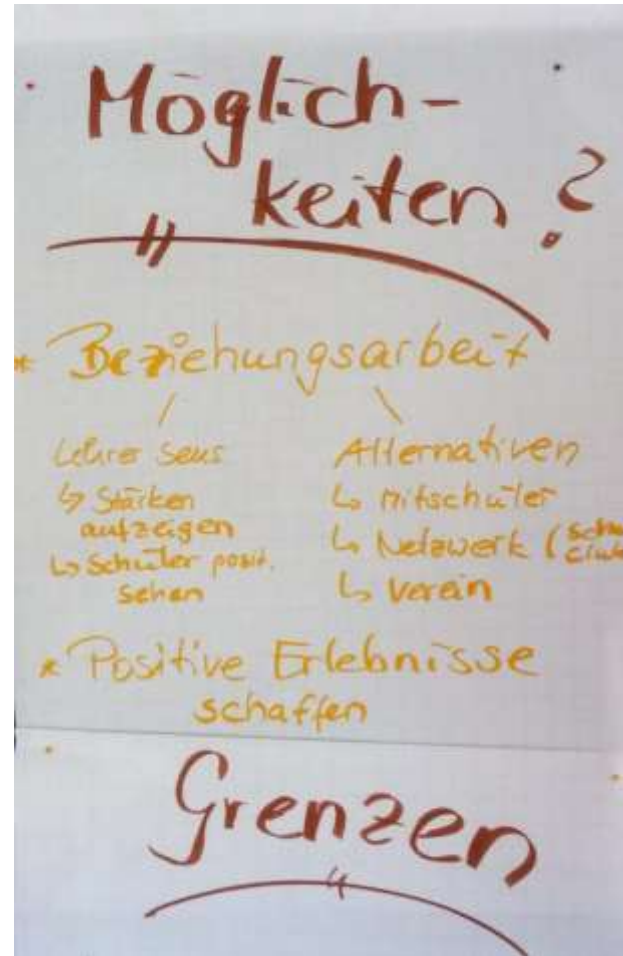 Möglich-
keiten?
* Beziehungsarbeit
Lehrer
↳ Stärken
aufzeigen
↳ Schüler posit.
sehen
Alternativen
↳ Mitschüler
↳ Netzwerk (
↳ Verein
* Positive Erlebnisse
schaffen
Grenzen